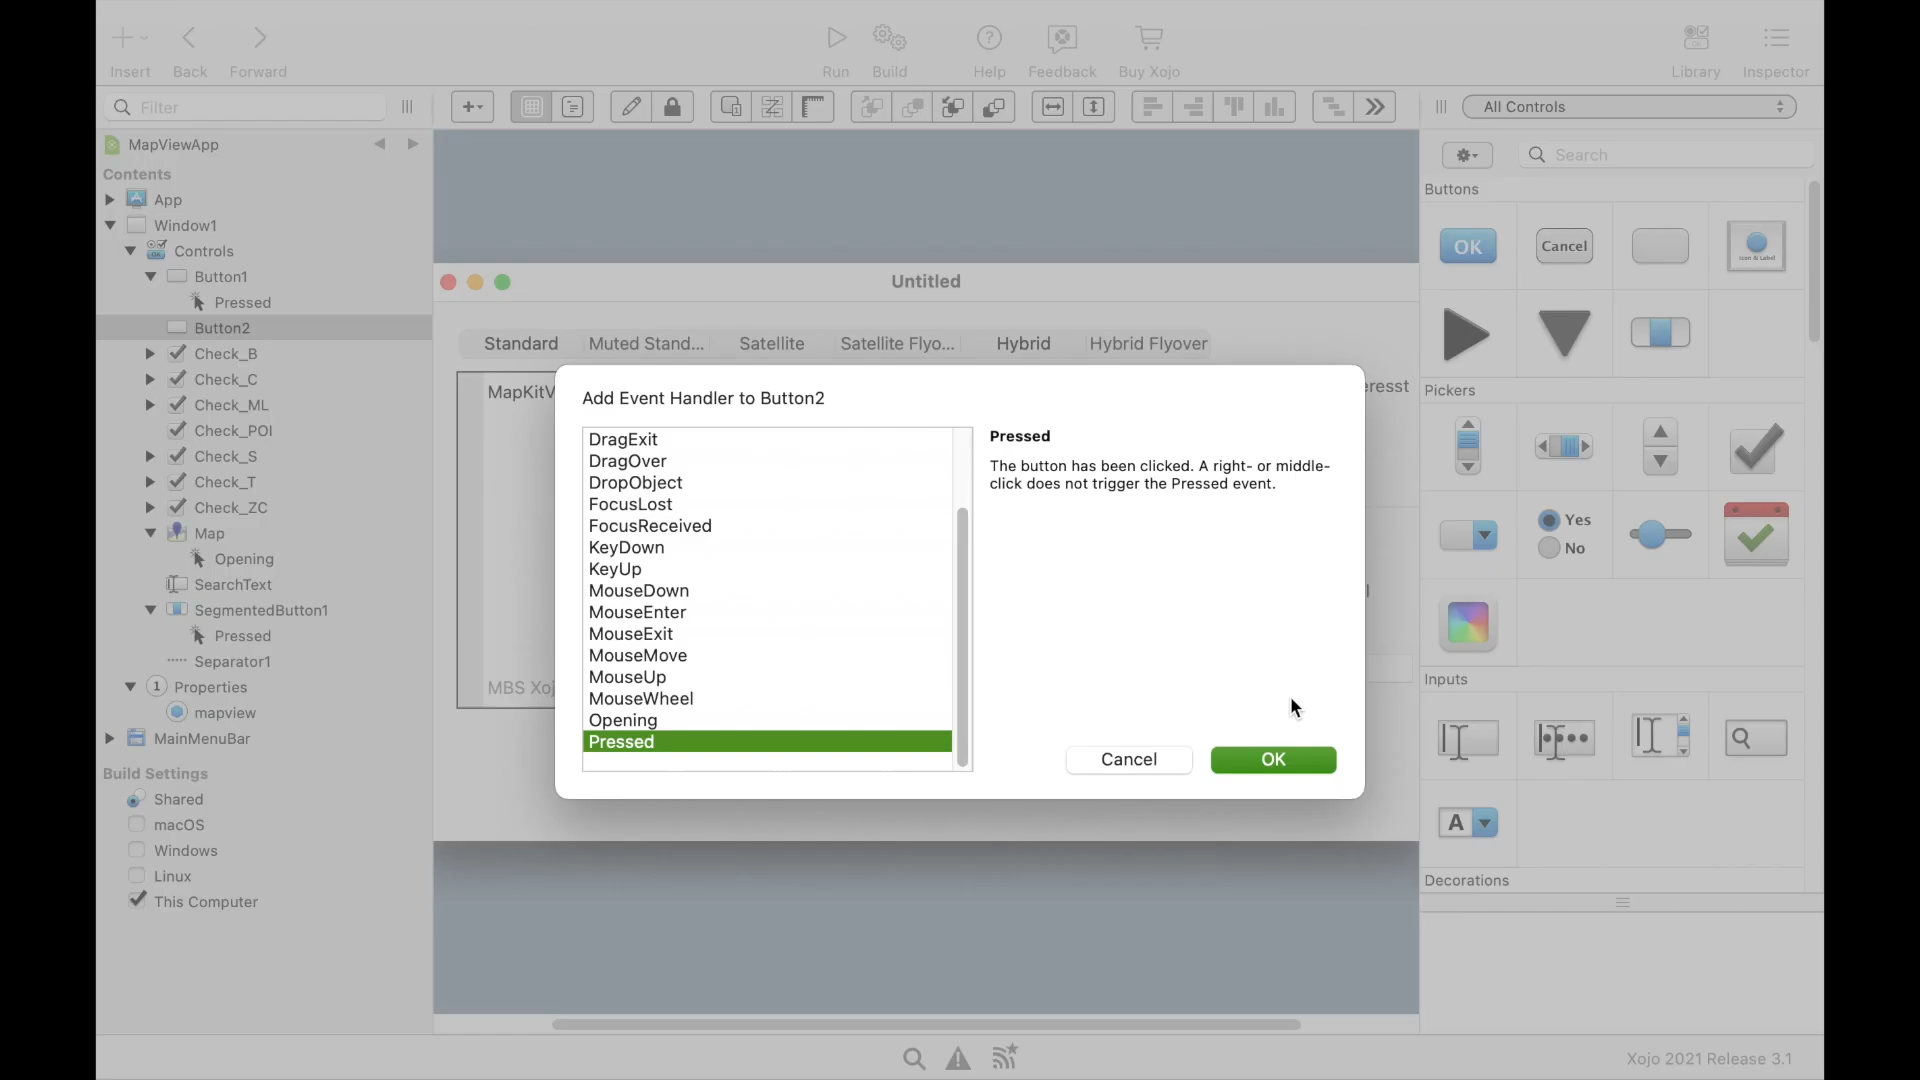 Insert
Back
Forward
Run
Build
Help
Feedback
Buy Xojo
Library
Inspector
Filter
All Controls
MapViewApp
Contents
App
Window1
Controls
Button1
Pressed
Button2
Check_B
Check_C
Check_ML
Check_POI
Check_S
Check_T
Check_ZC
Map
Opening
SearchText
SegmentedButton1
Pressed
Separator1
Properties
mapview
MainMenuBar
Build Settings
Shared
macOS
Windows
Linux
This Computer
Untitled
Standard
Muted Stand...
Satellite
Satellite Flyo...
Hybrid
Hybrid Flyover
MapKitV
eresst
MBS Xoj
Add Event Handler to Button2
DragExit
DragOver
DropObject
FocusLost
FocusReceived
KeyDown
KeyUp
MouseDown
MouseEnter
MouseExit
MouseMove
MouseUp
MouseWheel
Opening
Pressed
Pressed
The button has been clicked. A right- or middle-
click does not trigger the Pressed event.
Cancel
OK
Search
Buttons
OK
Cancel
Icon & Label
Pickers
Yes
No
Inputs
A
Decorations
Xojo 2021 Release 3.1